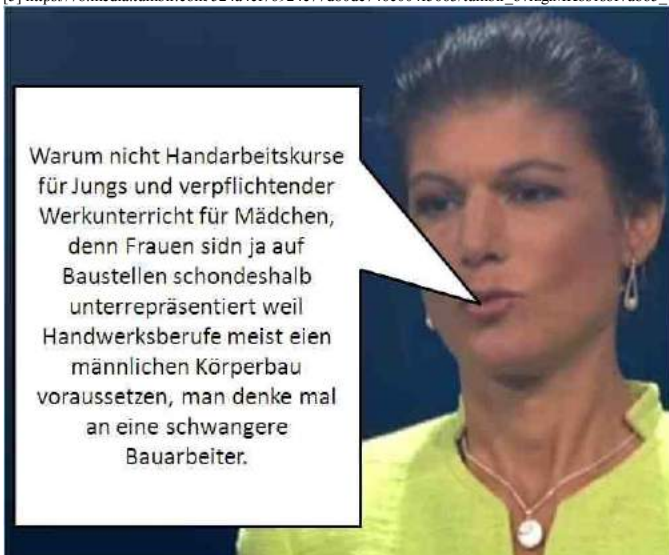 Warum nicht Handarbeitskurse
für Jungs und verpflichtender
Werkunterricht für Mädchen,
denn Frauen sidn ja auf
Baustellen schondeshalb
unterrepräsentiert weil
Handwerksberufe meist eien
männlichen Körperbau
voraussetzen, man denke mal
an eine schwangere
Bauarbeiter.